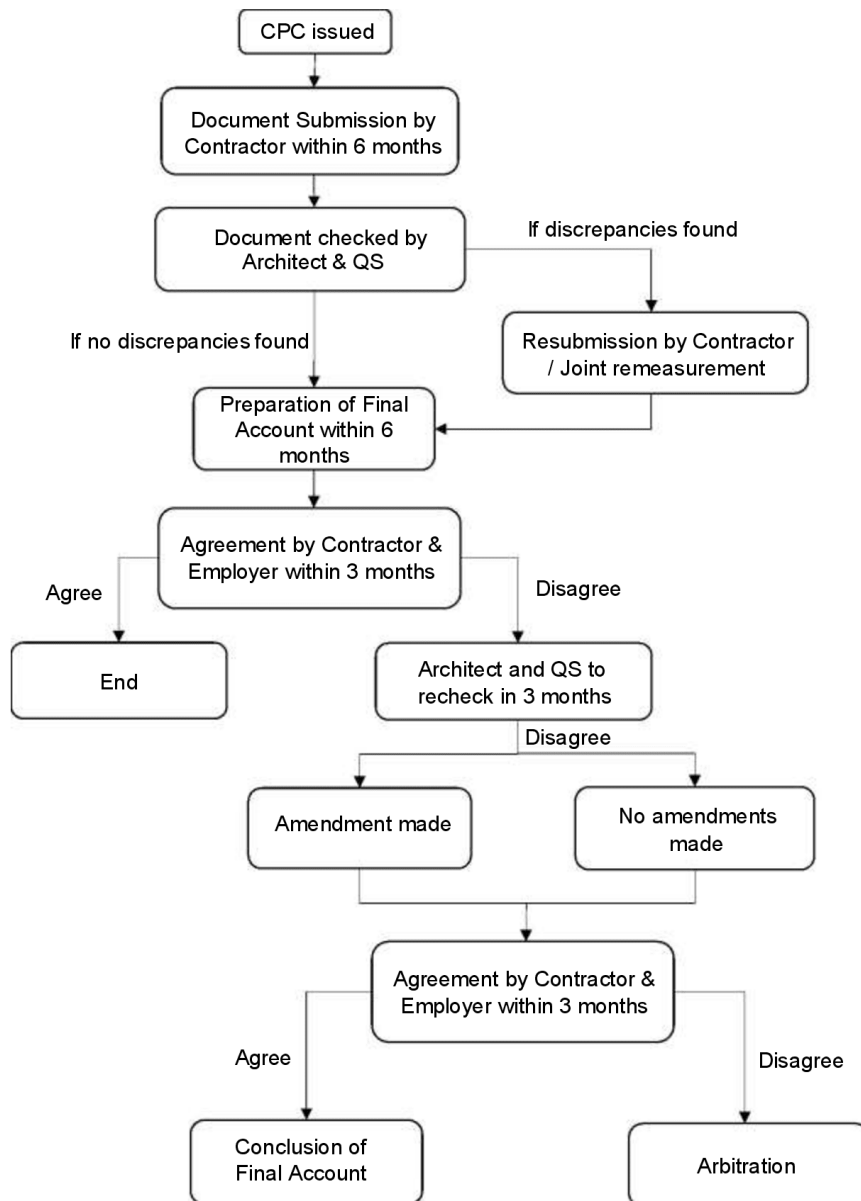 CPC issued
Document Submission by
Contractor within 6 months
Document checked by
Architect & QS
If discrepancies found
If no discrepancies found
Resubmission by Contractor
/ Joint remeasurement
Preparation of Final
Account within 6
months
Agreement by Contractor &
Employer within 3 months
Agree
Disagree
End
Architect and QS to
recheck in 3 months
Disagree
Amendment made
No amendments
made
Agreement by Contractor &
Employer within 3 months
Agree
Disagree
Conclusion of
Final Account
Arbitration